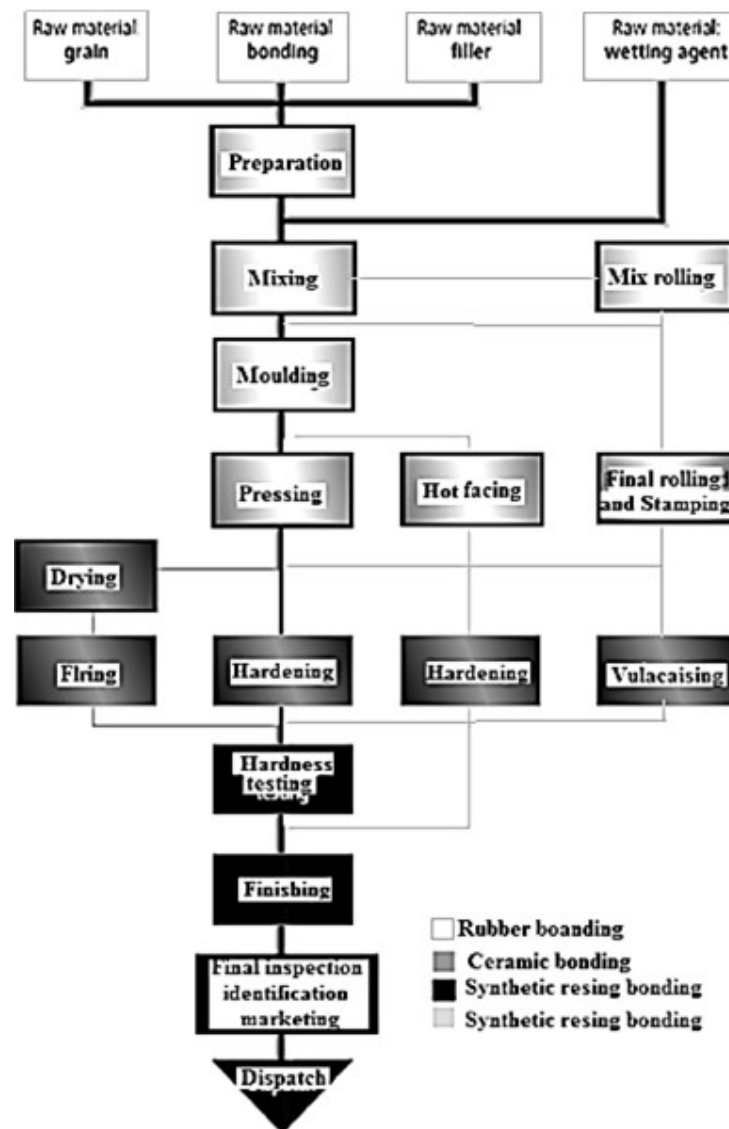 Raw material:
grain
Raw material
bonding
Raw material
filler
Raw material:
wetting agent
Preparation
Mixing
Mix rolling
Moulding
Pressing
Hot facing
Final rolling
and Stamping
Drying
Flring
Hardening
Hardening
Vulacaising
Hardness
testing
Finishing
Rubber boanding
Ceramic bonding
Synthetic resing bonding
Synthetic resing bonding
Final inspection
identification
marketing
Dispatch